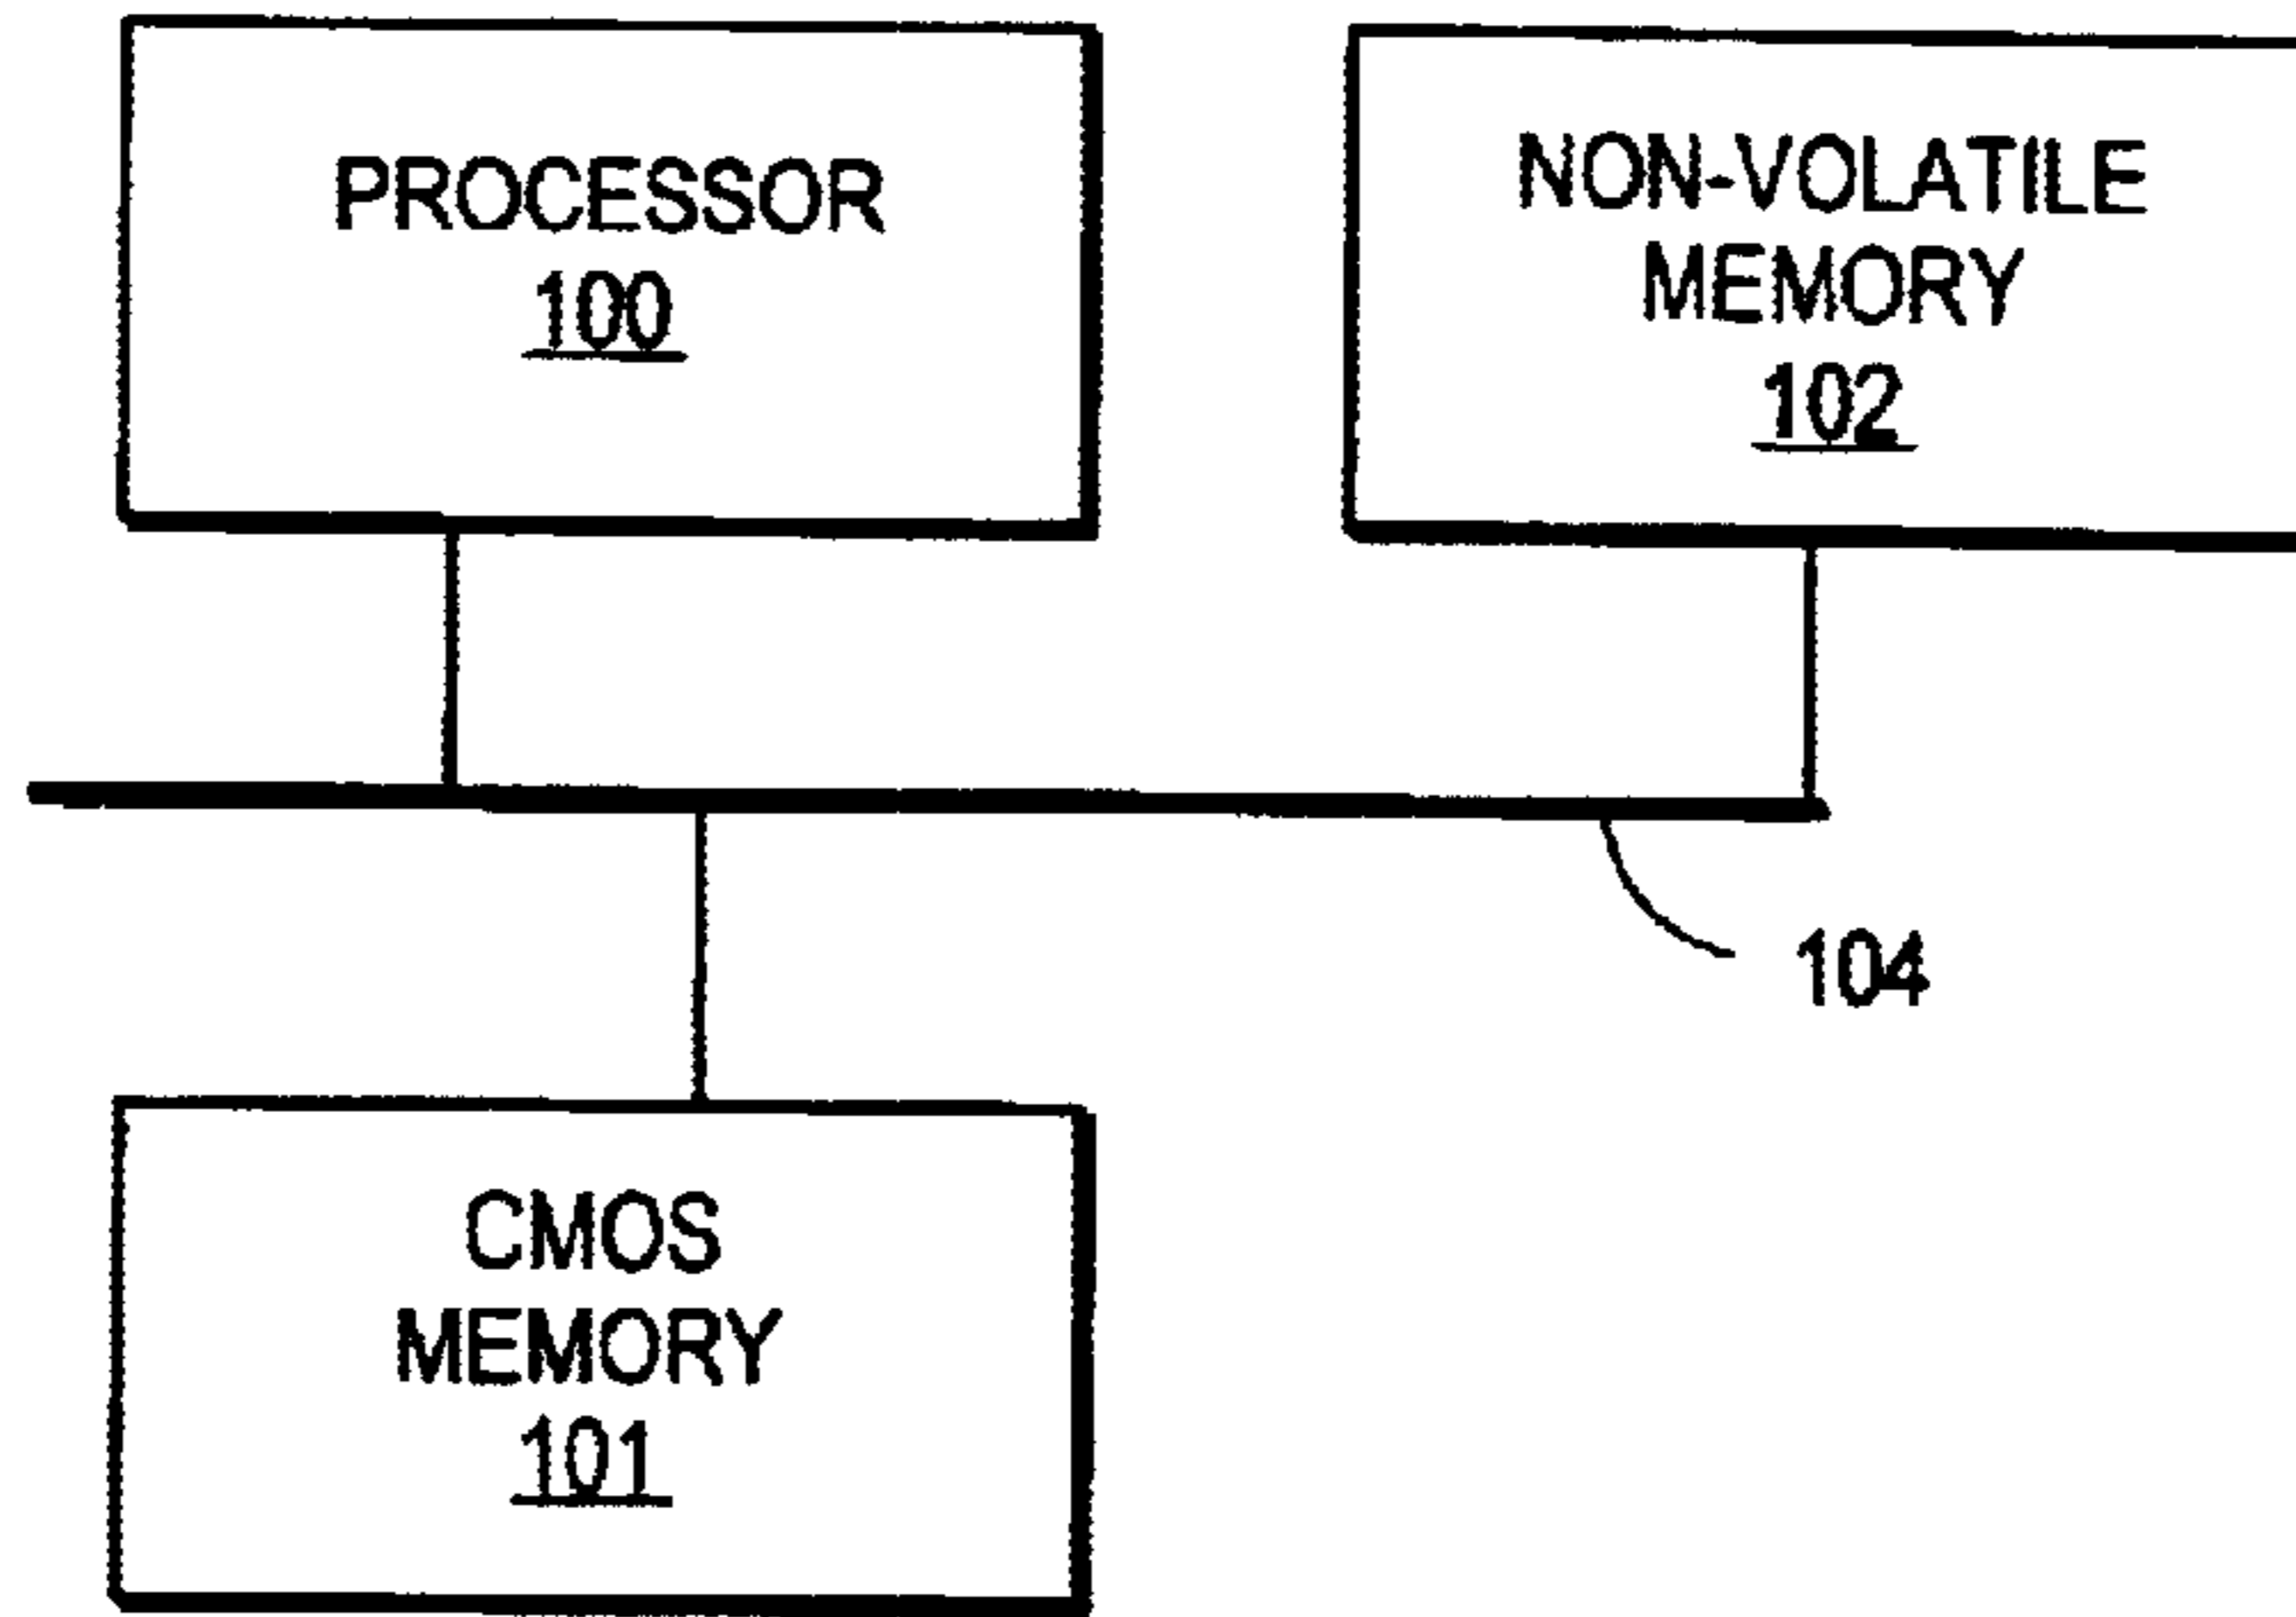 PROCESSOR
100
NON-VOLATILE
MEMORY
102
104
CMOS
MEMORY
101